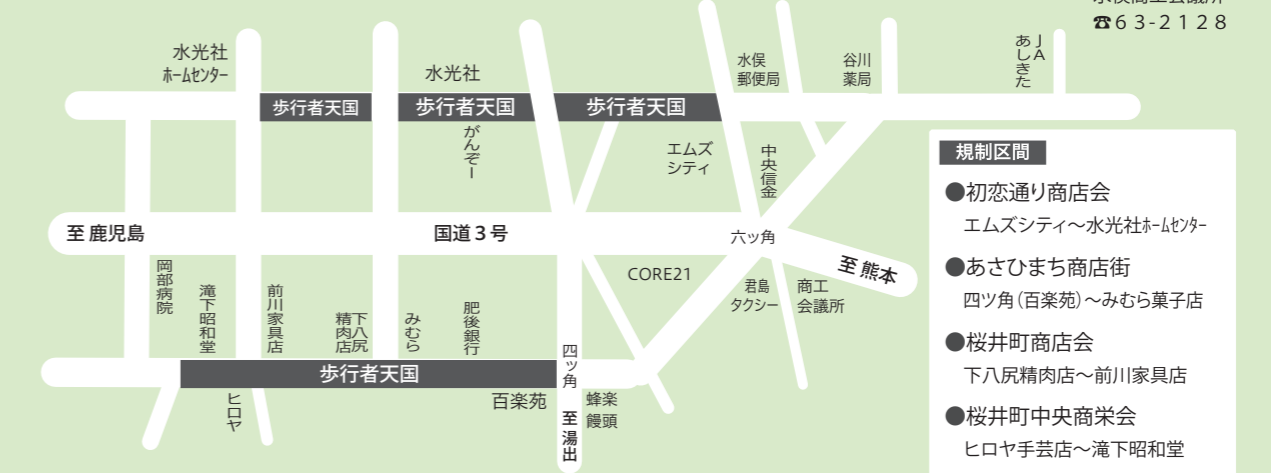 ☎63-2128
水光社
ホームセンター
水光社
水俣
郵便局
谷川
薬局
JA
あしきた
歩行者天国
歩行者天国
歩行者天国
がんぞー
エムズ
シティ
中央信金
至 鹿児島
国道3号
六ッ角
至 熊本
岡部病院
滝下昭和堂
前川家具店
下八尻
精肉店
みむら
肥後銀行
CORE21
君島
タクシー
商工
会議所
四ッ角
歩行者天国
ヒロヤ
百楽苑
至 湯出
蜂楽
饅頭
規制区間
●初恋通り商店会
エムズシティ～水光社ホームセンター
●あさひまち商店街
四ツ角(百楽苑)～みむら菓子店
●桜井町商店会
下八尻精肉店～前川家具店
●桜井町中央商栄会
ヒロヤ手芸店～滝下昭和堂